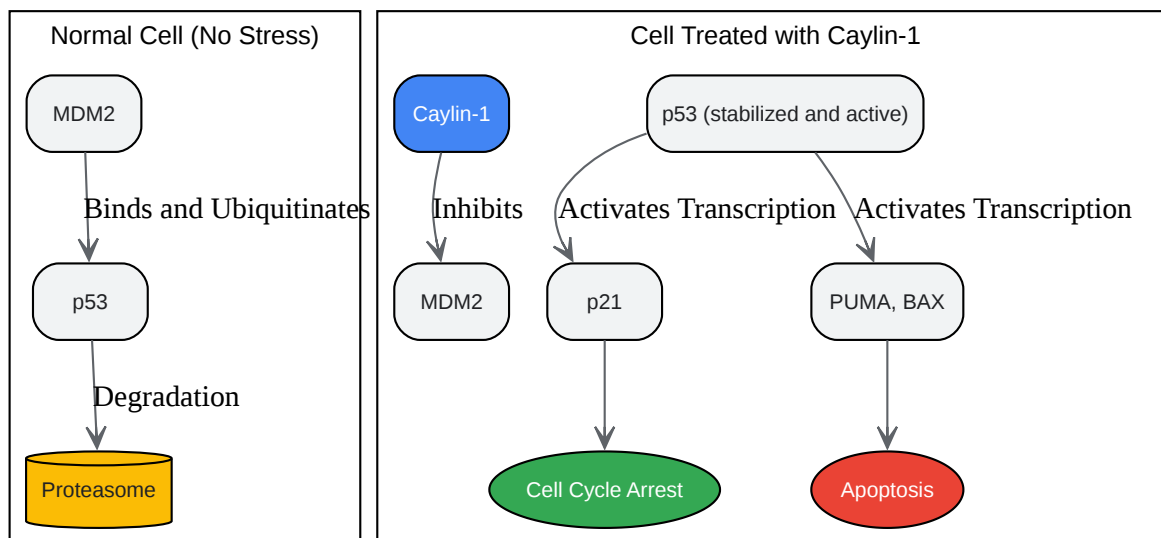 Normal Cell (No Stress)
MDM2
Binds and Ubiquitinates
p53
Degradation
Proteasome
Cell Treated with Caylin-1
Caylin-1
p53 (stabilized and active)
Inhibits
Activates Transcription
Activates Transcription
MDM2
p21
PUMA, BAX
Cell Cycle Arrest
Apoptosis